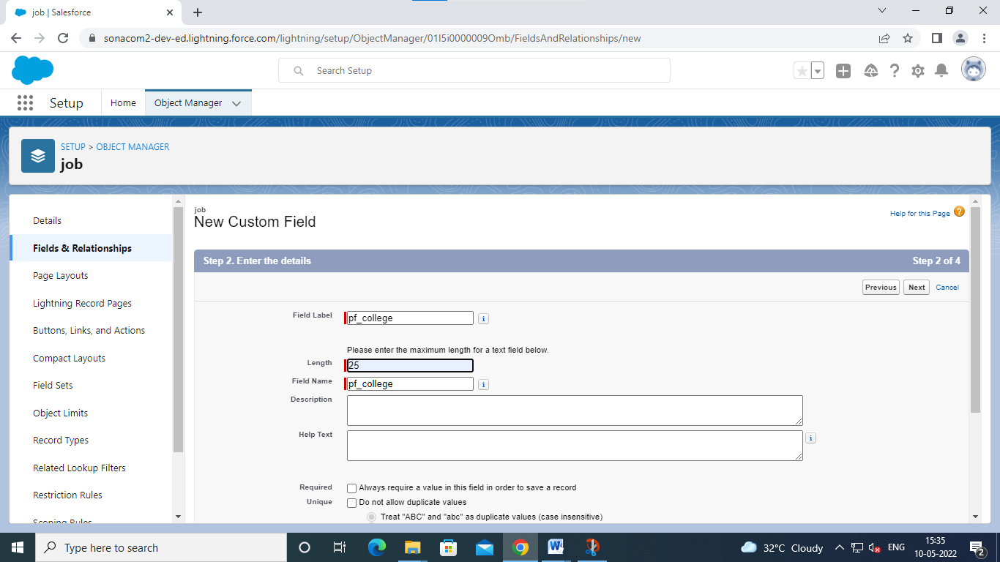 job | Salesforce
sonacom2-dev-ed.lightning.force.com/lightning/setup/ObjectManager/01I5i0000009Omb/FieldsAndRelationships/new
Search Setup
Setup
Home
Object Manager
SETUP > OBJECT MANAGER
job
Details
Fields & Relationships
Page Layouts
Lightning Record Pages
Buttons, Links, and Actions
Compact Layouts
Field Sets
Object Limits
Record Types
Related Lookup Filters
Restriction Rules
Scoping Rules
job
New Custom Field
Help for this Page
Step 2. Enter the details
Step 2 of 4
Previous Next Cancel
Field Label pf_college
Please enter the maximum length for a text field below.
Length 25
Field Name pf_college
Description
Help Text
Required Always require a value in this field in order to save a record
Unique Do not allow duplicate values
Treat "ABC" and "abc" as duplicate values (case insensitive)
Type here to search
32°C Cloudy
ENG
15:35
10-05-2022
2